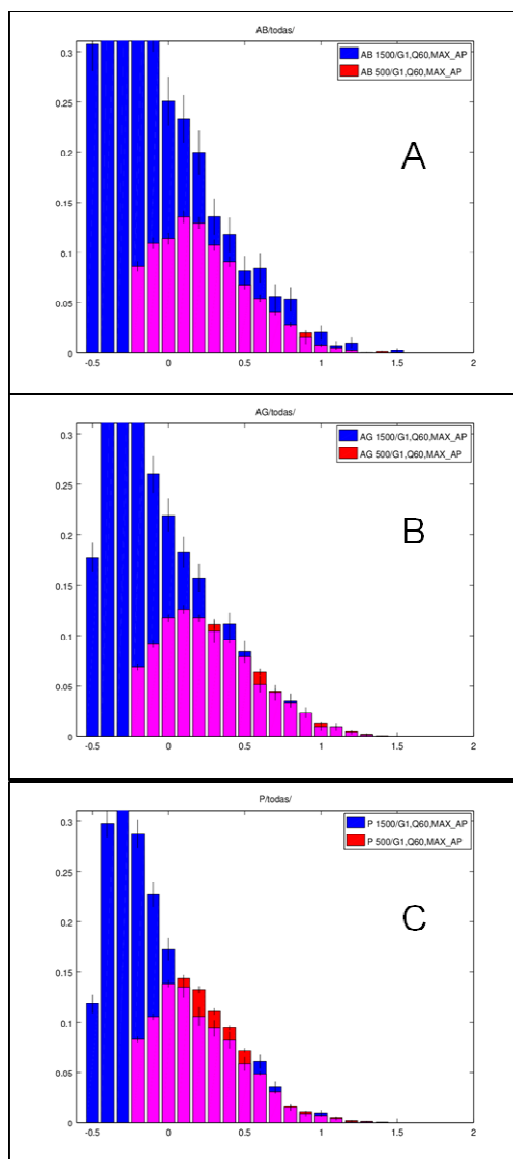 AB/todas/
AB 1500/G1,Q60,MAX_AIP
AB 500/G1,Q60,MAX_AP
A
0.3
0.25
0.2
0.15
0.1
0.05
0
-0.5 0 0.5 1 1.5 2
AG/todas/
AG 1500/G1,Q60,MAX_AIP
AG 500/G1,Q60,MAX_AP
B
0.3
0.25
0.2
0.15
0.1
0.05
0
-0.5 0 0.5 1 1.5 2
P/todas/
P 1500/G1,Q60,MAX_AIP
P 500/G1,Q60,MAX_AP
C
0.3
0.25
0.2
0.15
0.1
0.05
0
-0.5 0 0.5 1 1.5 2